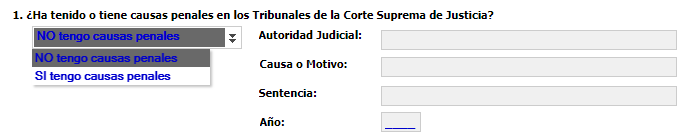 1. ¿Ha tenido o tiene causas penales en los Tribunales de la Corte Suprema de Justicia?
NO tengo causas penales
NO tengo causas penales
SI tengo causas penales
Autoridad Judicial:
Causa o Motivo:
Sentencia:
Año: ____